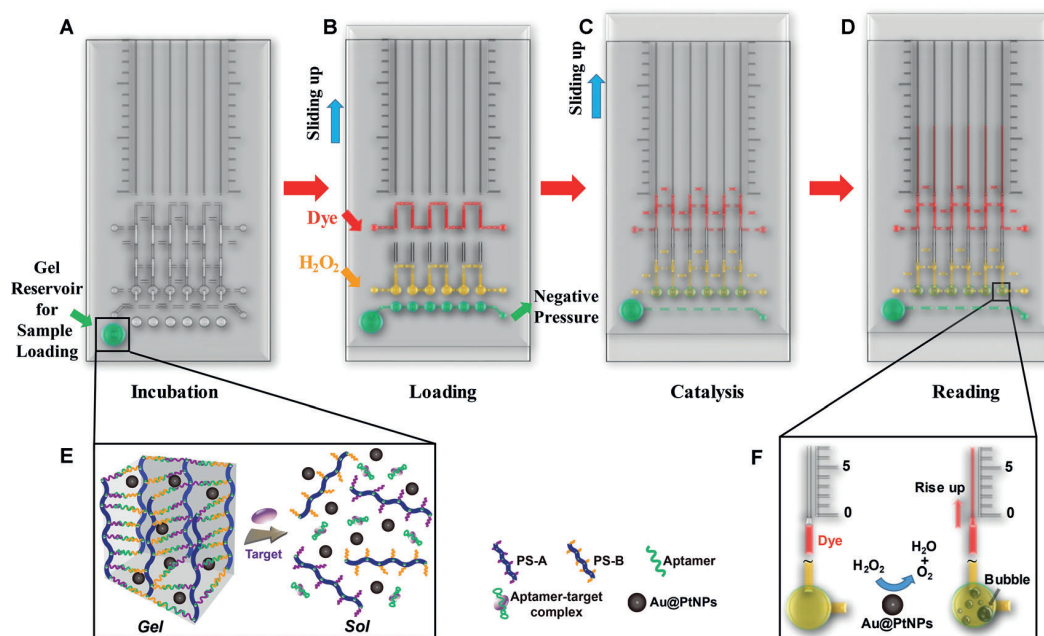 A
B
C
D
Sliding up
Sliding up
Dye
H₂O₂
Gel
Reservoir
for
Sample
Loading
Negative
Pressure
Incubation
Loading
Catalysis
Reading
E
Target
Gel
Sol
PS-A
PS-B
Aptamer
Aptamer-target
complex
Au@PtNPs
F
5
0
Dye
~
Rise up
5
0
~
H₂O₂
H₂O
+
O₂
Au@PtNPs
Bubble